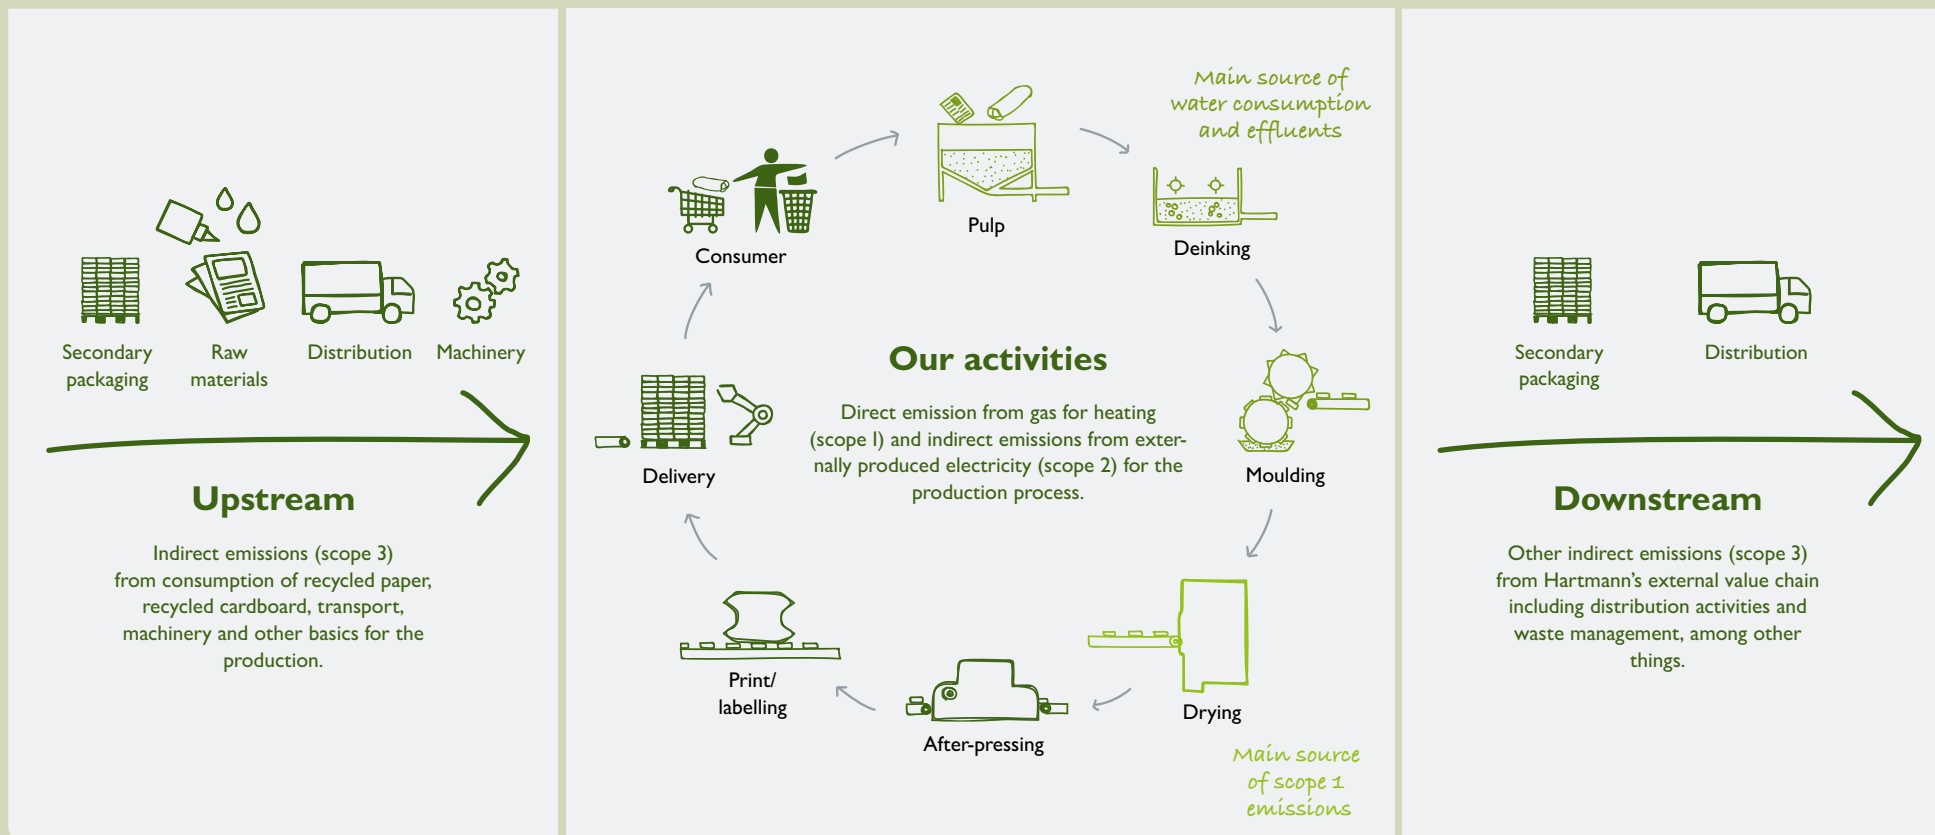 Secondary
packaging
Raw
materials
Distribution
Machinery
Upstream
Indirect emissions (scope 3)
from consumption of recycled paper,
recycled cardboard, transport,
machinery and other basics for the
production.
Main source of
water consumption
and effluents
Pulp
Deinking
Consumer
Our activities
Direct emission from gas for heating
(scope 1) and indirect emissions from exter-
nally produced electricity (scope 2) for the
production process.
Moulding
Delivery
Drying
Main source
of scope 1
emissions
After-pressing
Print/
labelling
Secondary
packaging
Distribution
Downstream
Other indirect emissions (scope 3)
from Hartmann's external value chain
including distribution activities and
waste management, among other
things.